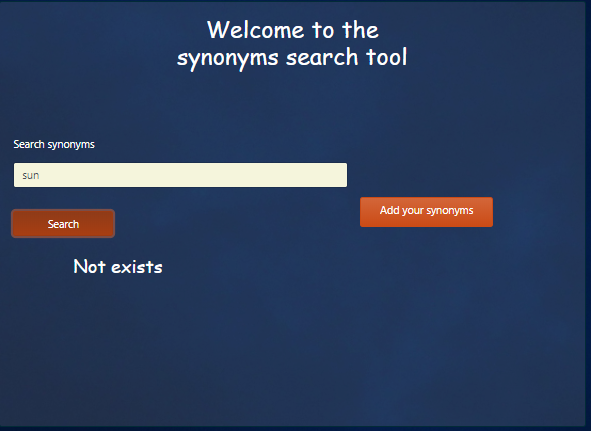 Welcome to the
synonyms search tool
Search synonyms
sun
Add your synonyms
Search
Not exists